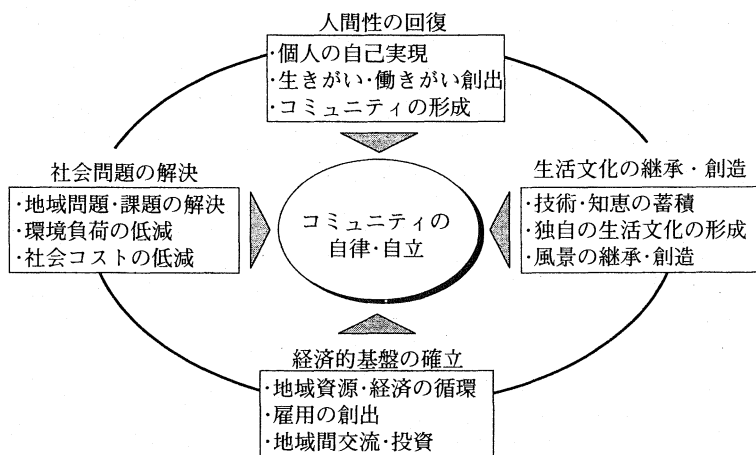 人間性の回復
・個人の自己実現
・生きがい・働きがい創出
・コミュニティの形成
社会問題の解決
・地域問題・課題の解決
・環境負荷の低減
・社会コストの低減
コミュニティの
自律・自立
生活文化の継承・創造
・技術・知恵の蓄積
・独自の生活文化の形成
・風景の継承・創造
経済的基盤の確立
・地域資源・経済の循環
・雇用の創出
・地域間交流・投資